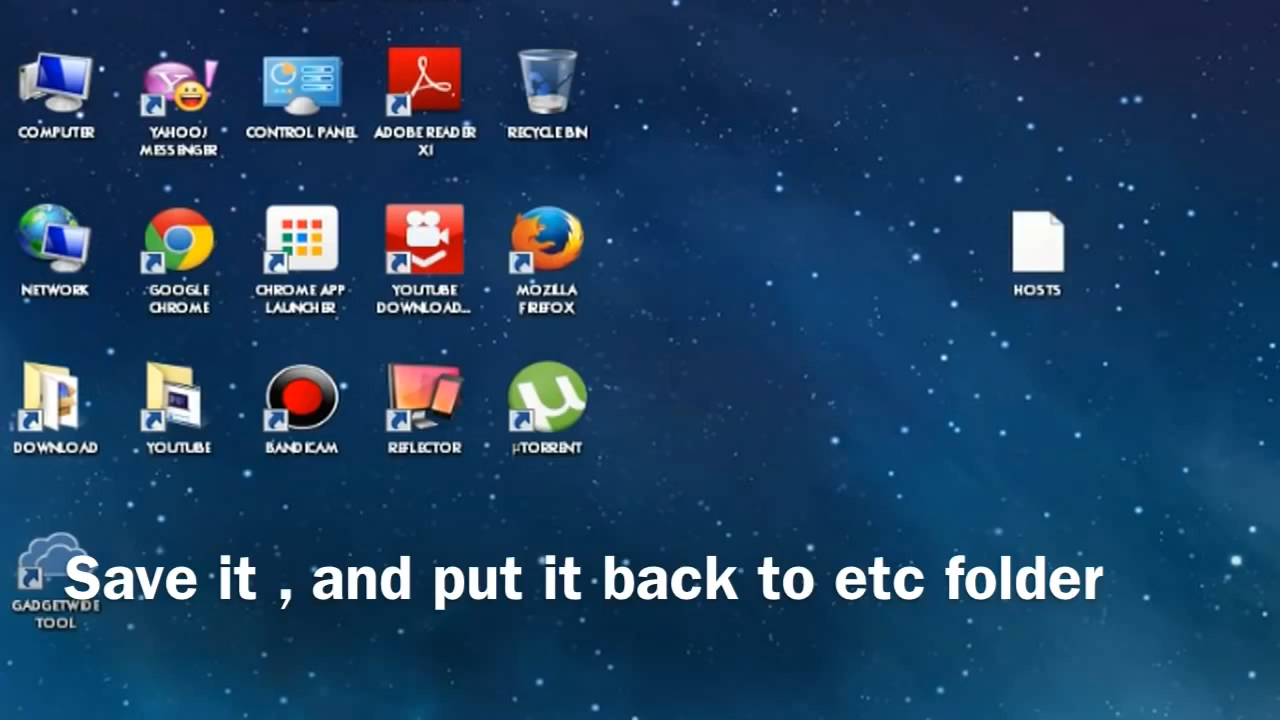 COMPUTER
YAHOO!
MESSENGER
CONTROL PANEL
ADOBE READER
XI
RECYCLE BIN
NETWORK
GOOGLE
CHROME
CHROME APP
LAUNCHER
YOUTUBE
DOWNLOAD...
MOZILLA
FIREFOX
HOSTS
DOWNLOAD
YOUTUBE
BANDICAM
REFLECTOR
µTORRENT
Save it , and put it back to etc folder
GADGETWIDE
TOOL